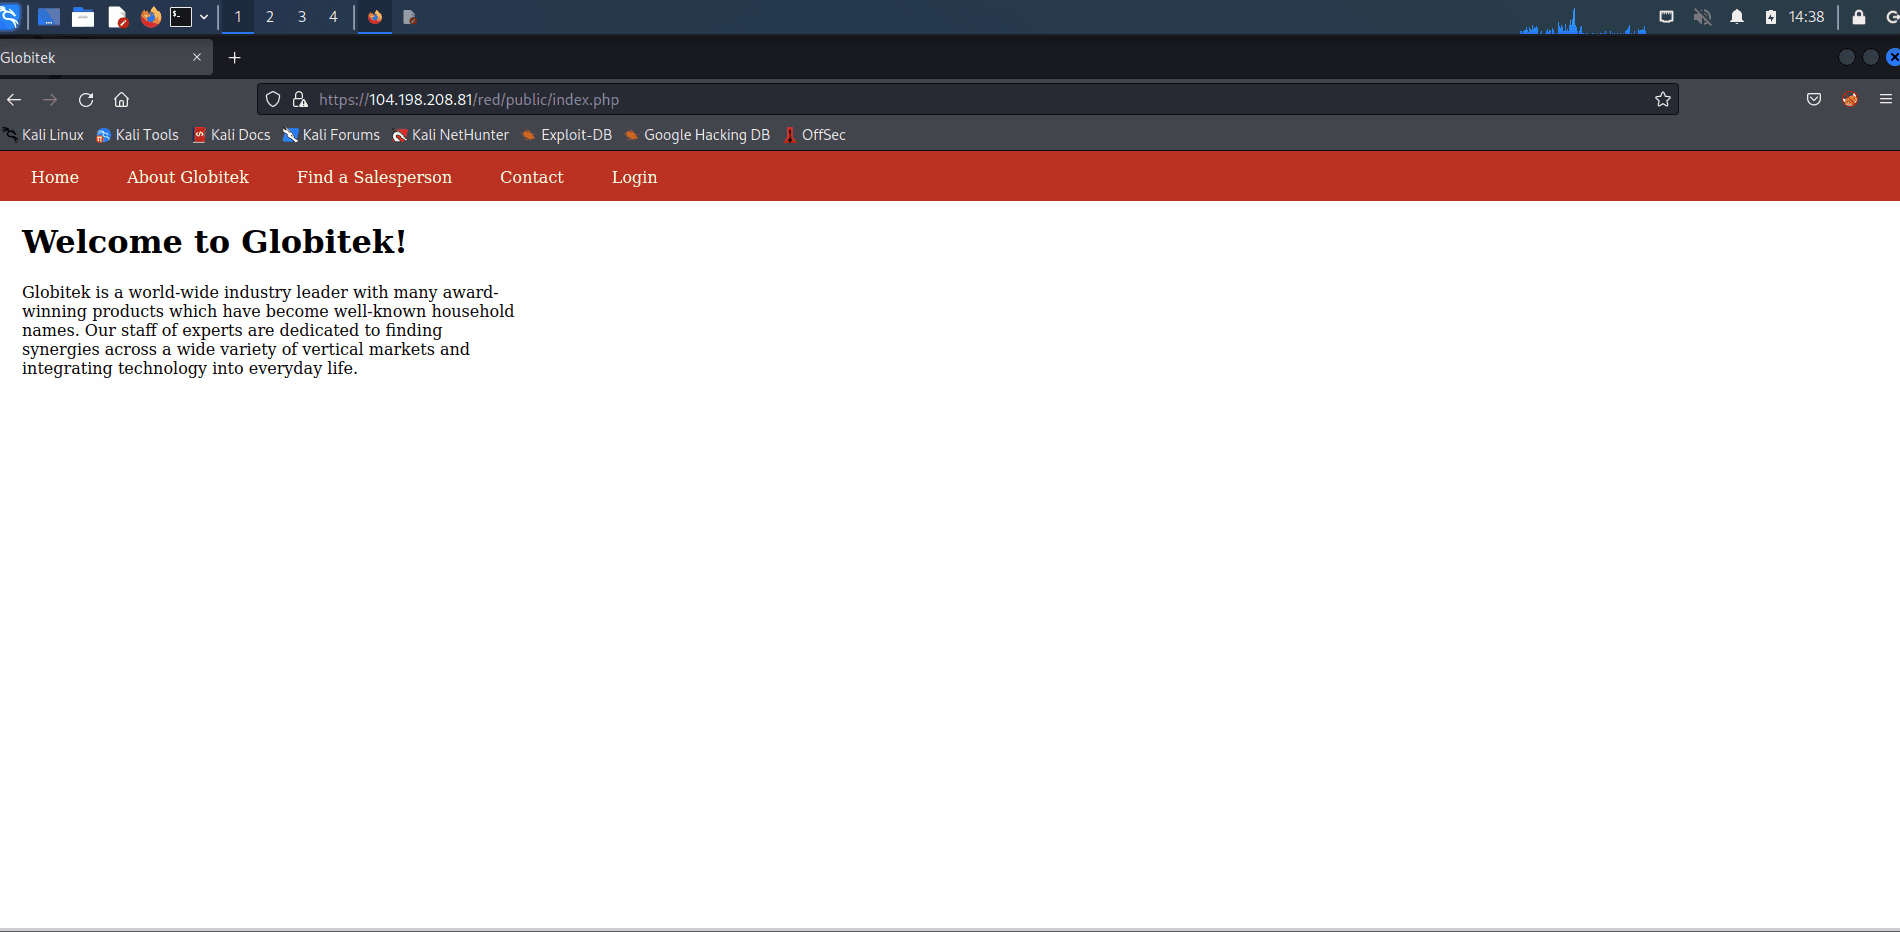 1 2 3 4 14:38
Globitek
https://104.198.208.81/red/public/index.php
Kali Linux Kali Tools Kali Docs Kali Forums Kali NetHunter Exploit-DB Google Hacking DB OffSec
Home About Globitek Find a Salesperson Contact Login
Welcome to Globitek!
Globitek is a world-wide industry leader with many award-
winning products which have become well-known household
names. Our staff of experts are dedicated to finding
synergies across a wide variety of vertical markets and
integrating technology into everyday life.